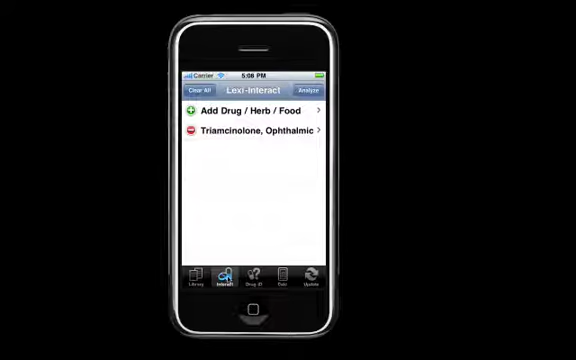 Carrier 5:08 PM
Clear All Lexi-Interact Analyze
Add Drug / Herb / Food
Triamcinolone, Ophthalmic
Library Interact Drug ID Calc Update